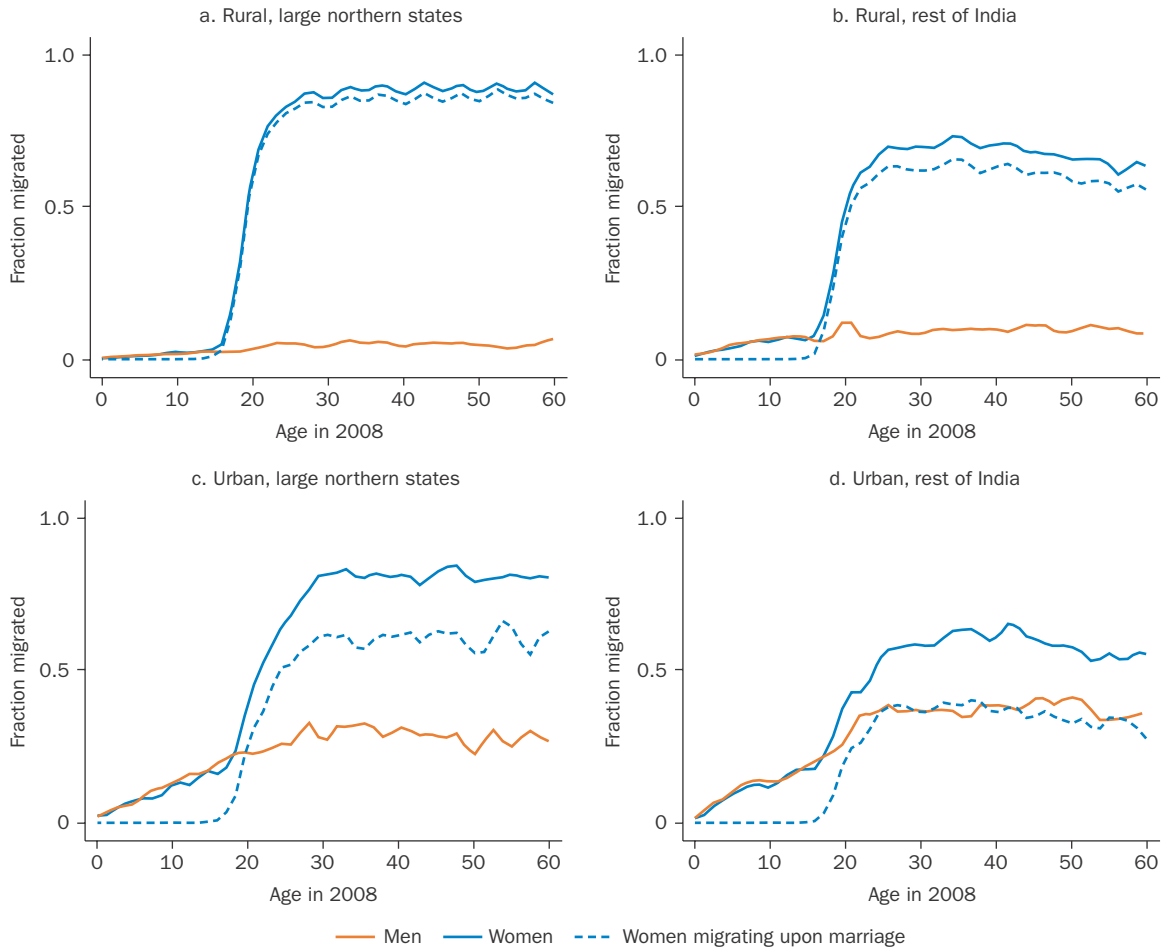 a. Rural, large northern states
1.0
0.5
0
Fraction migrated
0 10 20 30 40 50 60
Age in 2008
b. Rural, rest of India
1.0
0.5
0
Fraction migrated
0 10 20 30 40 50 60
Age in 2008
c. Urban, large northern states
1.0
0.5
0
Fraction migrated
0 10 20 30 40 50 60
Age in 2008
d. Urban, rest of India
1.0
0.5
0
Fraction migrated
0 10 20 30 40 50 60
Age in 2008
Men Women Women migrating upon marriage